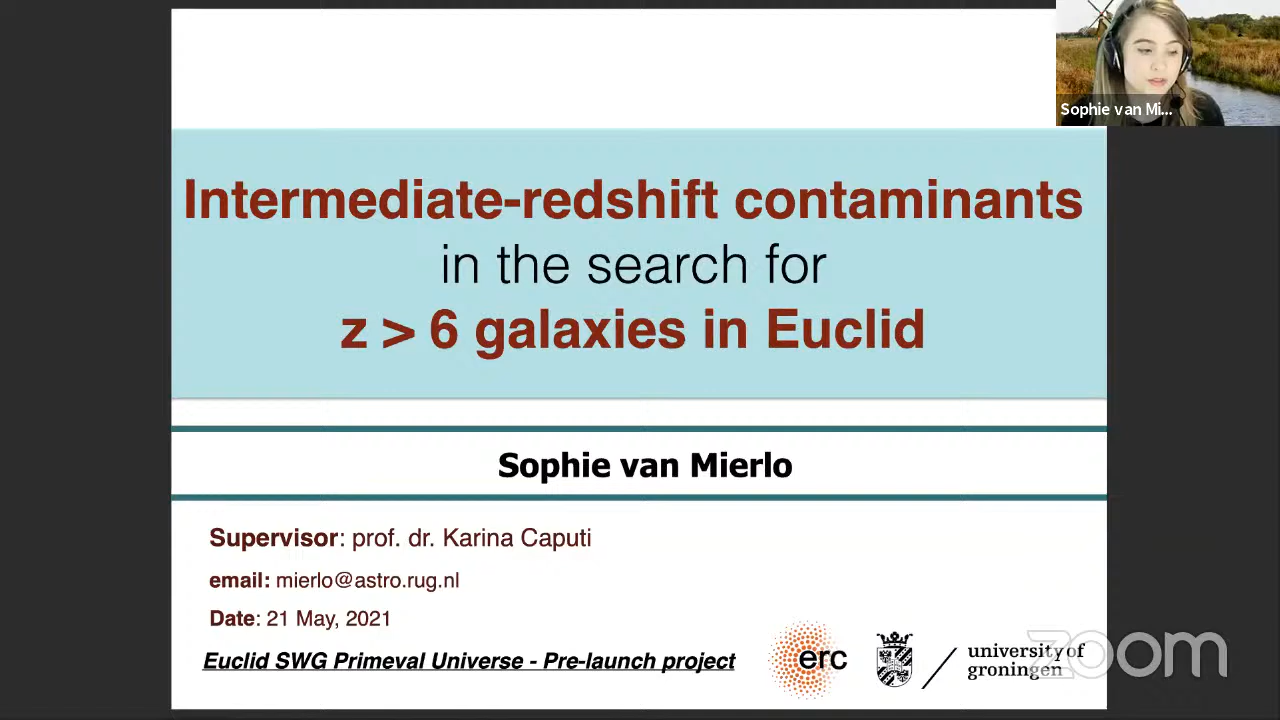 Intermediate-redshift contaminants
in the search for
z > 6 galaxies in Euclid
Sophie van Mi...
Sophie van Mierlo
Supervisor: prof. dr. Karina Caputi
email: mierlo@astro.rug.nl
Date: 21 May, 2021
Euclid SWG Primeval Universe - Pre-launch project
erc
university of
groningen
zoom